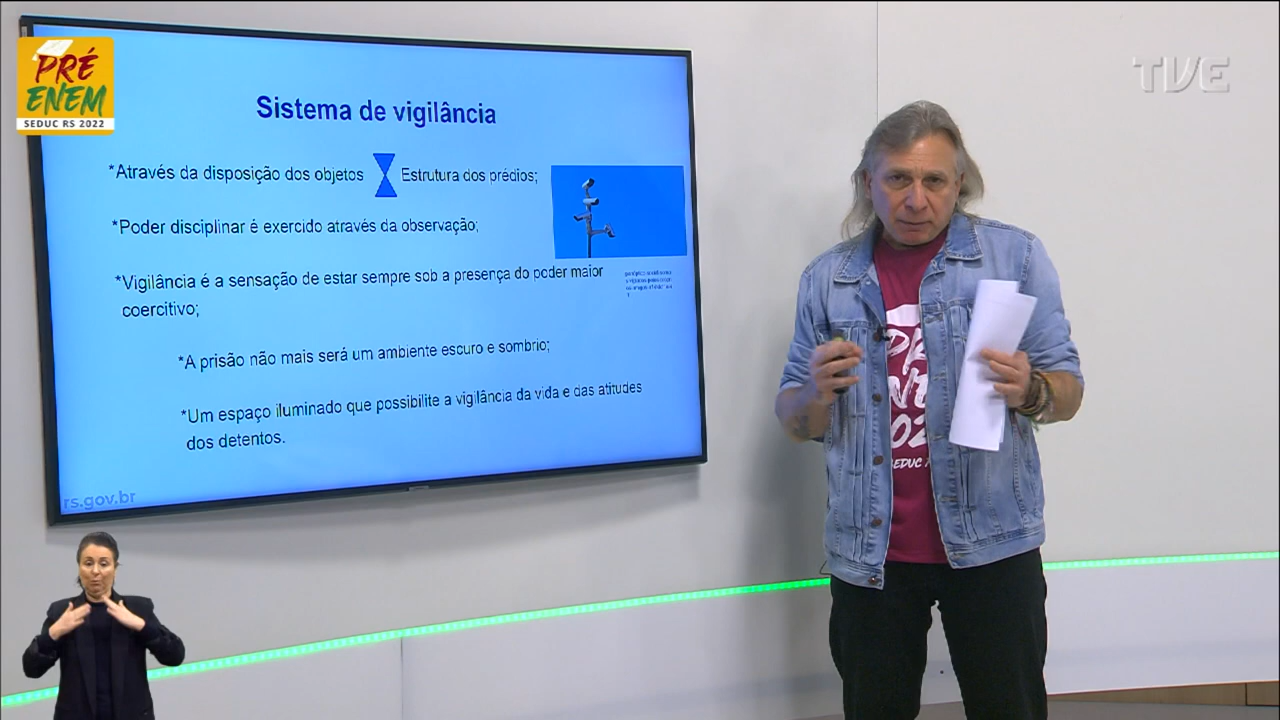 PRÉ
ENEM
SEDUC RS 2022
TVE
Sistema de vigilância
*Através da disposição dos objetos Estrutura dos prédios;
*Poder disciplinar é exercido através da observação;
*Vigilância é a sensação de estar sempre sob a presença do poder maior
coercitivo;
*A prisão não mais será um ambiente escuro e sombrio;
*Um espaço iluminado que possibilite a vigilância da vida e das atitudes
dos detentos.
rs.gov.br
SEDUC